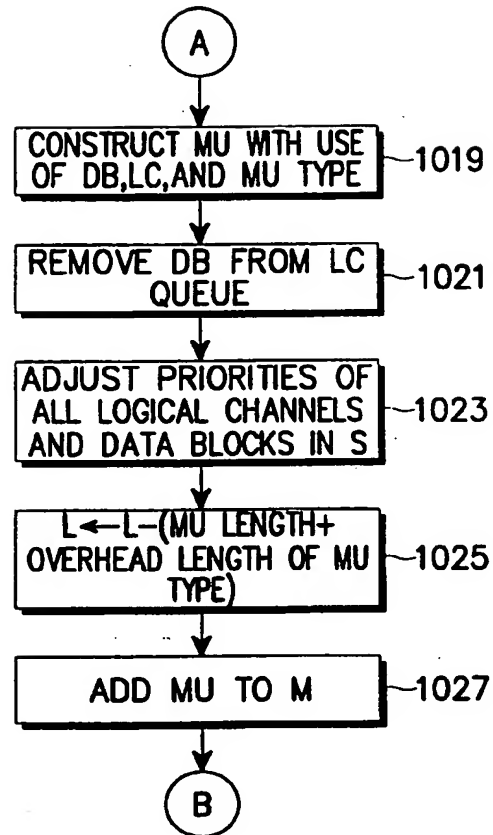 A
CONSTRUCT MU WITH USE
OF DB,LC,AND MU TYPE
1019
REMOVE DB FROM LC
QUEUE
1021
ADJUST PRIORITIES OF
ALL LOGICAL CHANNELS
AND DATA BLOCKS IN S
1023
L←L-(MU LENGTH+
OVERHEAD LENGTH OF MU
TYPE)
1025
ADD MU TO M
1027
B